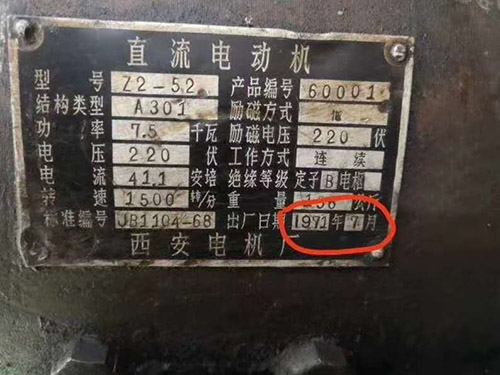 直流电动机
型号 Z2-52 产品编号 60001
结构类型 A301 励磁方式
功率 7.5 千瓦 励磁电压 220 伏
电压 220 伏 工作方式 连续
电流 41.1 安培 绝缘等级 定子 B 电枢
转速 1500 转/分 重量
标准编号 JB1104-68 出厂日期 1971年7月
西安电机厂